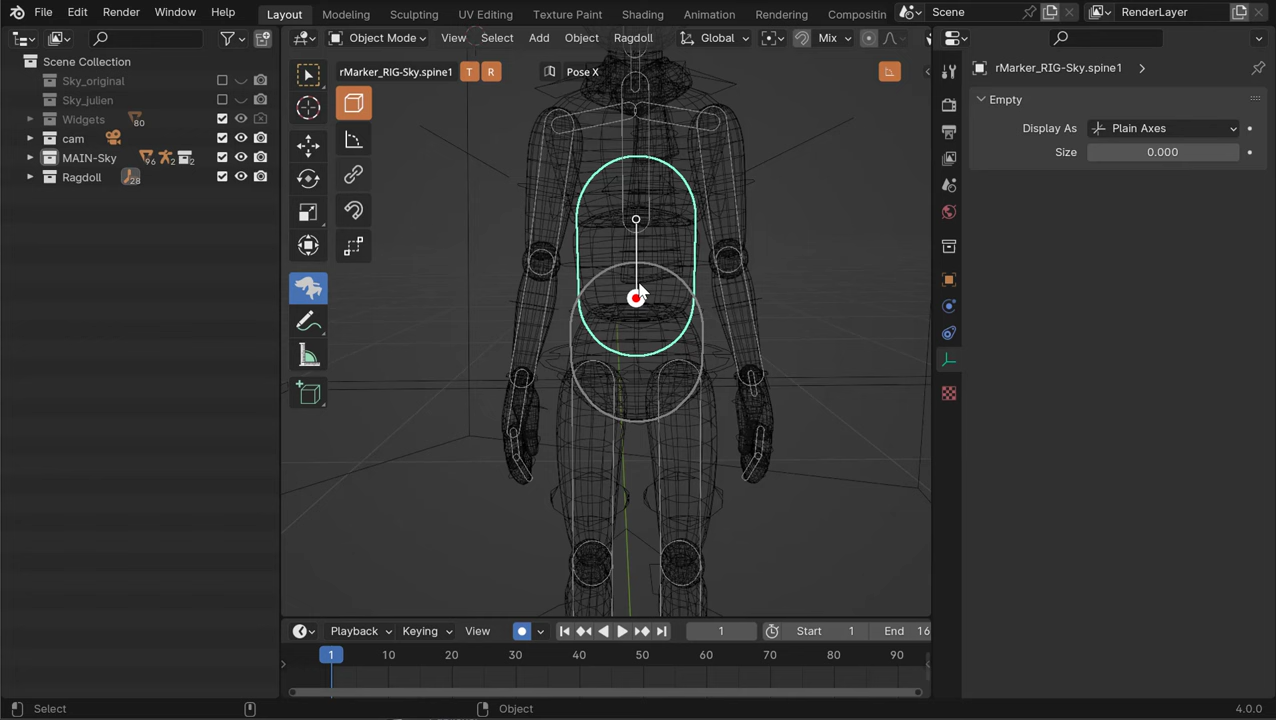 File Edit Render Window Help Layout Modeling Sculpting UV Editing Texture Paint Shading Animation Rendering Compositin Scene RenderLayer
Object Mode View Select Add Object Ragdoll Global Mix
Scene Collection
Sky_original
Sky_julien
Widgets 80
cam
MAIN-Sky 96 2 2
Ragdoll 28
rMarker_RIG-Sky.spine1 T R Pose X
rMarker_RIG-Sky.spine1
Empty
Display As Plain Axes
Size 0.000
Playback Keying View 1 Start 1 End 16
1 10 20 30 40 50 60 70 80 90
Select Object 4.0.0